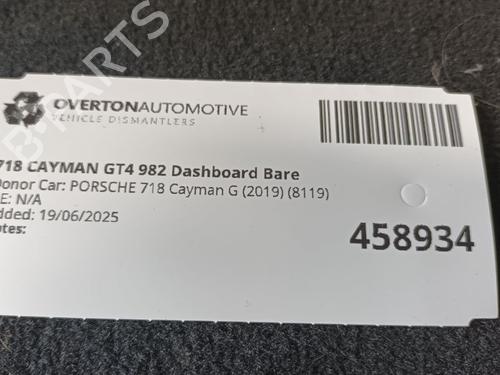 OVERTONAUTOMOTIVE
VEHICLE DISMANTLERS
718 CAYMAN GT4 982 Dashboard Bare
Donor Car: PORSCHE 718 Cayman G (2019) (8119)
E: N/A
dded: 19/06/2025
otes:
458934
B-PARTS